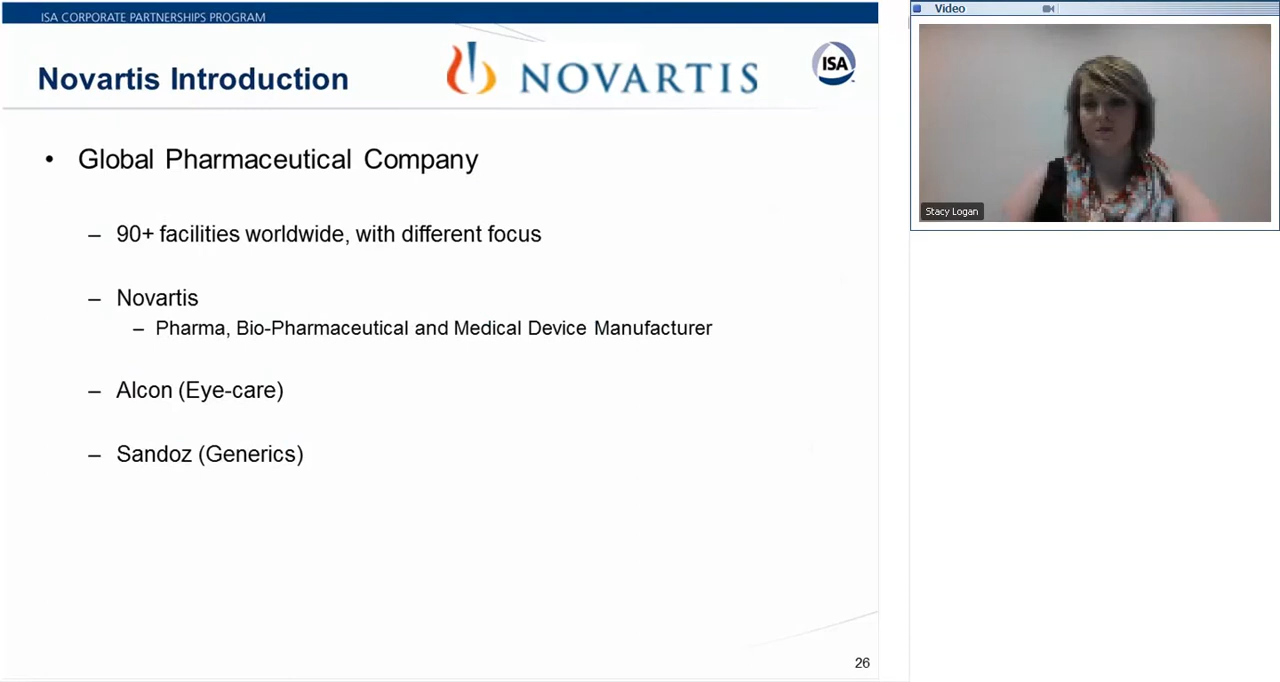 ISA CORPORATE PARTNERSHIPS PROGRAM
Novartis Introduction
NOVARTIS
ISA
• Global Pharmaceutical Company
– 90+ facilities worldwide, with different focus
– Novartis
– Pharma, Bio-Pharmaceutical and Medical Device Manufacturer
– Alcon (Eye-care)
– Sandoz (Generics)
26
Video
Stacy Logan